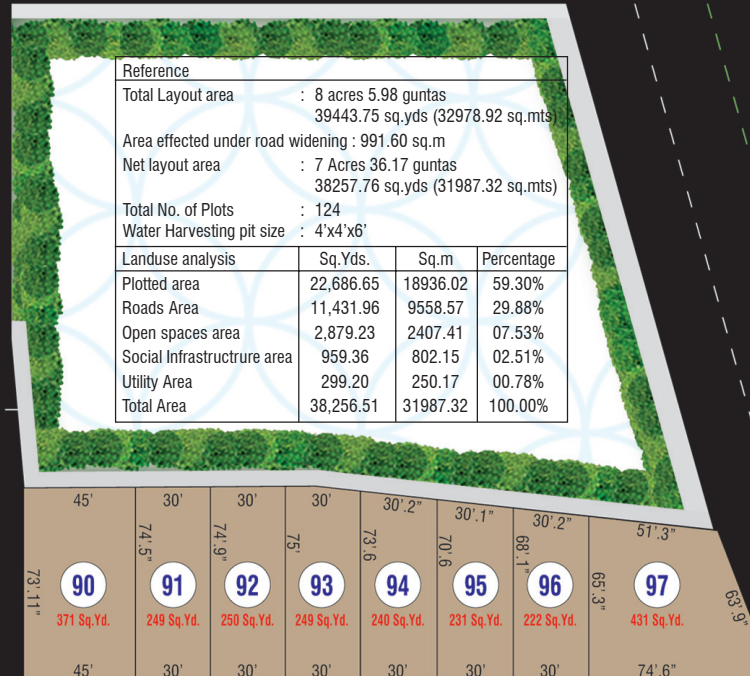 Reference
Total Layout area : 8 acres 5.98 guntas
39443.75 sq.yds (32978.92 sq.mts)
Area effected under road widening : 991.60 sq.m
Net layout area : 7 Acres 36.17 guntas
38257.76 sq.yds (31987.32 sq.mts)
Total No. of Plots : 124
Water Harvesting pit size : 4'x4'x6'
Landuse analysis Sq.Yds. Sq.m Percentage
Plotted area 22,686.65 18936.02 59.30%
Roads Area 11,431.96 9558.57 29.88%
Open spaces area 2,879.23 2407.41 07.53%
Social Infrastructrure area 959.36 802.15 02.51%
Utility Area 299.20 250.17 00.78%
Total Area 38,256.51 31987.32 100.00%
45' 30' 30' 30' 30'.2" 30'.1" 30'.2" 51'.3"
73'.11" 74'.5" 74'.9" 75' 73'.6 70'.6 68'.1" 65'.3" 63'.9"
90 91 92 93 94 95 96 97
371 Sq.Yd. 249 Sq.Yd. 250 Sq.Yd. 249 Sq.Yd. 240 Sq.Yd. 231 Sq.Yd. 222 Sq.Yd. 431 Sq.Yd.
45' 30' 30' 30' 30' 30' 30' 74'.6"